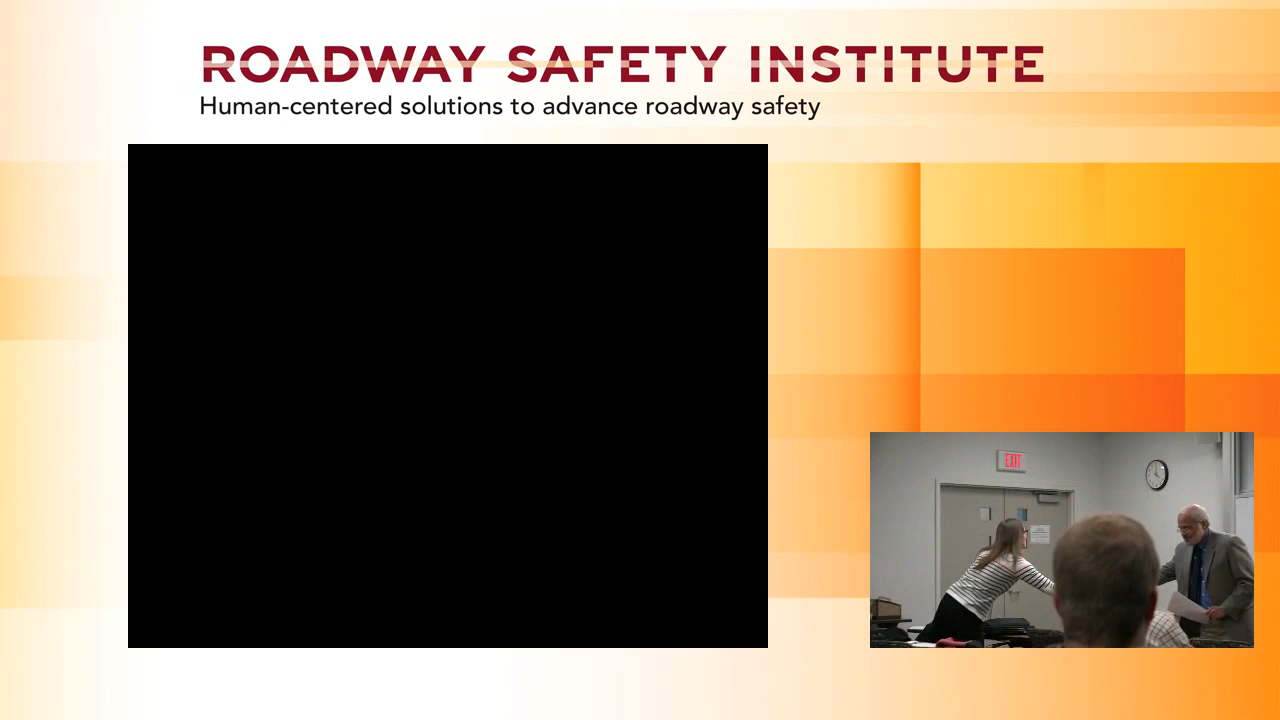 ROADWAY SAFETY INSTITUTE
Human-centered solutions to advance roadway safety
EXIT